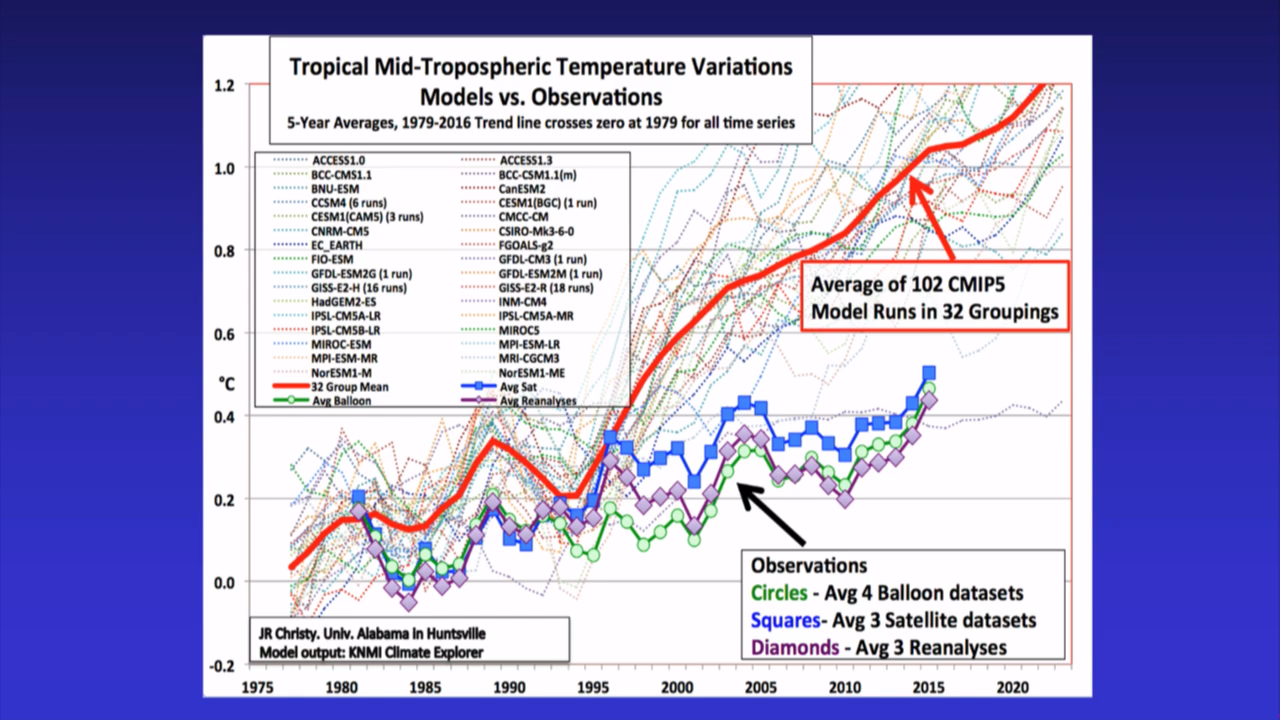 Tropical Mid-Tropospheric Temperature Variations
Models vs. Observations
5-Year Averages, 1979-2016 Trend line crosses zero at 1979 for all time series
1.2
1.0
0.8
0.6
°C
0.4
0.2
0.0
-0.2
ACCESS1.0 ACCESS1.3
BCC-CMS1.1 BCC-CSM1.1(m)
BNU-ESM CanESM2
CCSM4 (6 runs) CESM1(BGC) (1 run)
CESM1(CAM5) (3 runs) CMCC-CM
CNRM-CM5 CSIRO-Mk3-6-0
EC_EARTH FGOALS-g2
FIO-ESM GFDL-CM3 (1 run)
GFDL-ESM2G (1 run) GFDL-ESM2M (1 run)
GISS-E2-H (16 runs) GISS-E2-R (18 runs)
HadGEM2-ES INM-CM4
IPSL-CM5A-LR IPSL-CM5A-MR
IPSL-CM5B-LR MIROC5
MIROC-ESM MPI-ESM-LR
MPI-ESM-MR MRI-CGCM3
NorESM1-M NorESM1-ME
32 Group Mean Avg Sat
Avg Balloon Avg Reanalyses
Average of 102 CMIP5
Model Runs in 32 Groupings
Observations
Circles - Avg 4 Balloon datasets
Squares- Avg 3 Satellite datasets
Diamonds - Avg 3 Reanalyses
JR Christy. Univ. Alabama in Huntsville
Model output: KNMI Climate Explorer
1975 1980 1985 1990 1995 2000 2005 2010 2015 2020